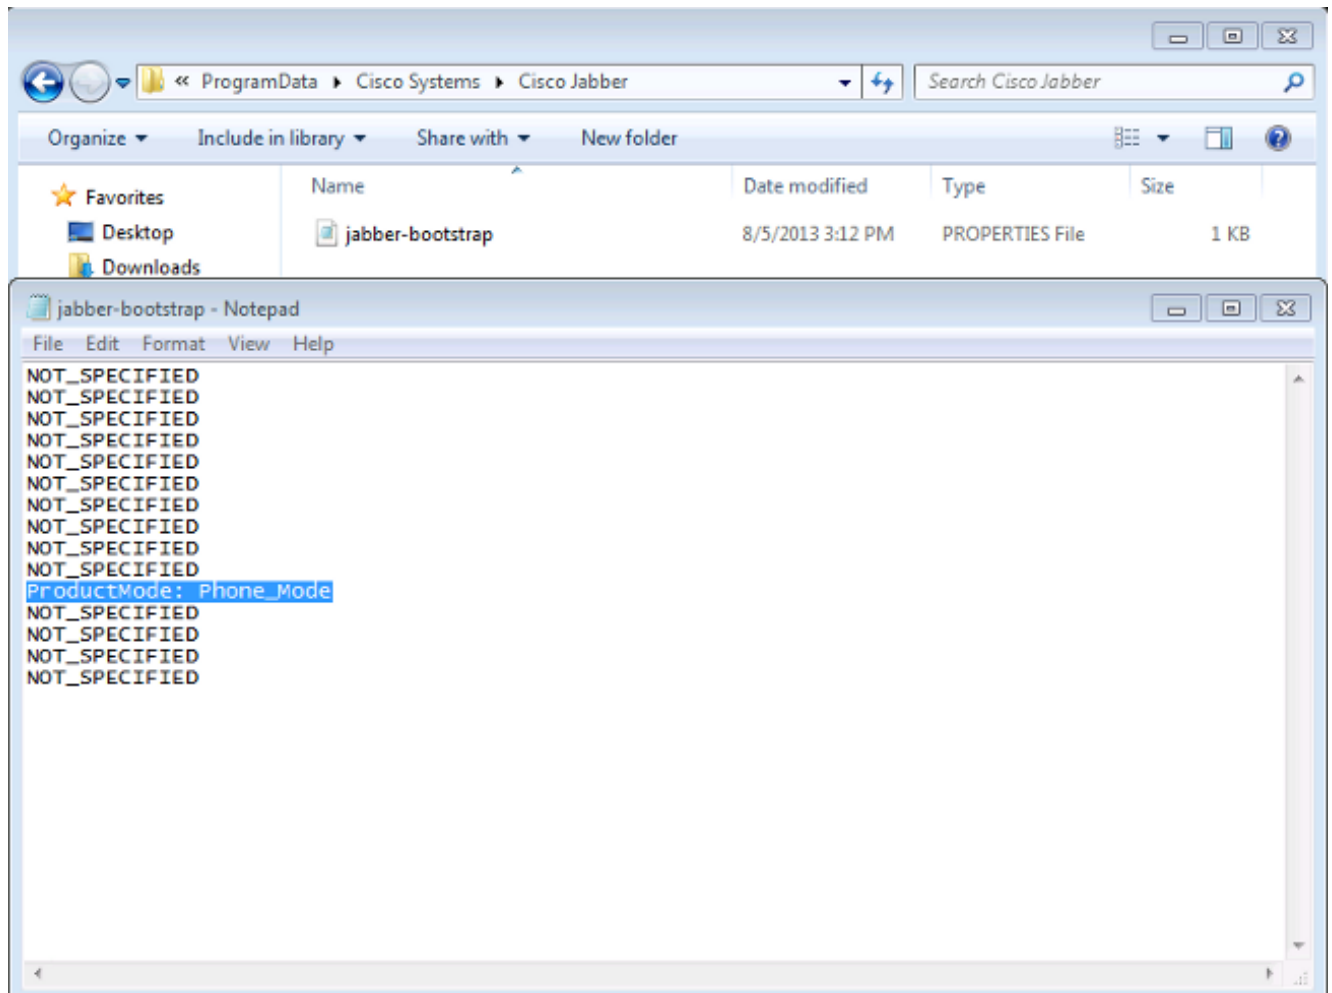 « ProgramData Cisco Systems Cisco Jabber Search Cisco Jabber
Organize Include in library Share with New folder
Favorites Name Date modified Type Size
Desktop jabber-bootstrap 8/5/2013 3:12 PM PROPERTIES File 1 KB
Downloads
jabber-bootstrap - Notepad
File Edit Format View Help
NOT_SPECIFIED
NOT_SPECIFIED
NOT_SPECIFIED
NOT_SPECIFIED
NOT_SPECIFIED
NOT_SPECIFIED
NOT_SPECIFIED
NOT_SPECIFIED
NOT_SPECIFIED
NOT_SPECIFIED
ProductMode: Phone_Mode
NOT_SPECIFIED
NOT_SPECIFIED
NOT_SPECIFIED
NOT_SPECIFIED